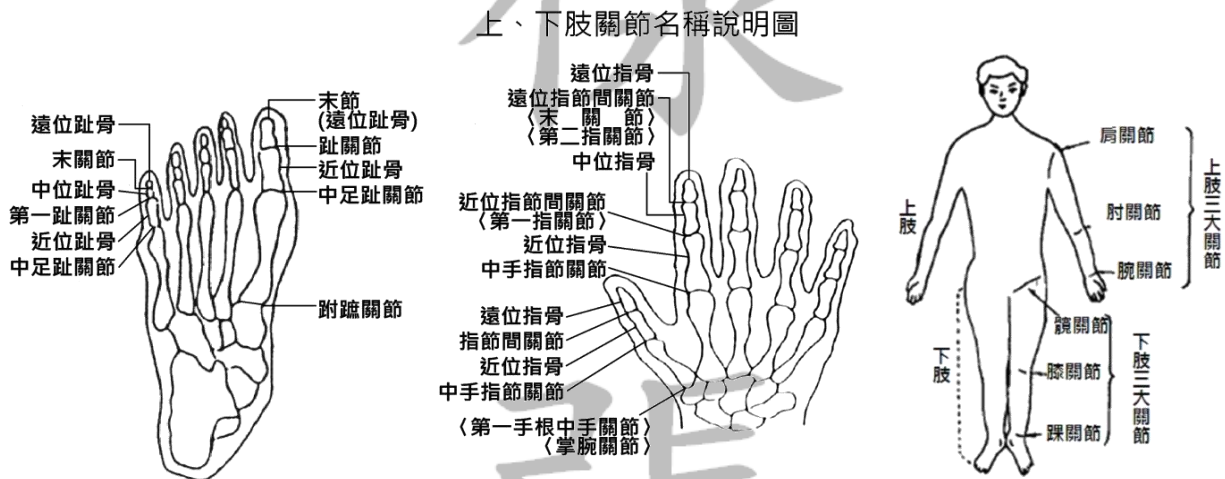 上、下肢關節名稱說明圖
遠位趾骨
末關節
中位趾骨
第一趾關節
近位趾骨
中足趾關節
末節
(遠位趾骨)
趾關節
近位趾骨
中足趾關節
跗蹠關節
遠位指骨
遠位指節間關節
〈末關節〉
〈第二指關節〉
中位指骨
近位指節間關節
〈第一指關節〉
近位指骨
中手指節關節
遠位指骨
指節間關節
近位指骨
中手指節關節
〈第一手根中手關節〉
〈掌腕關節〉
上肢
下肢
肩關節
肘關節
腕關節
上肢三大關節
髖關節
膝關節
踝關節
下肢三大關節